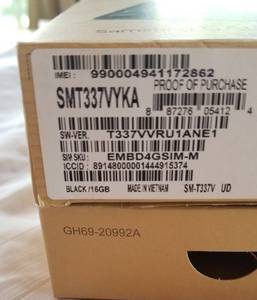 IMEI: 990004941172862
PROOF OF PURCHASE
SMT337VYKA
8 87276 05412 4
SW-VER. T337VVRU1ANE1
SIM SKU: EMBD4GSIM-M
ICCID: 89148000001444915374
BLACK /16GB MADE IN VIETNAM SM-T337V UD
GH69-20992A